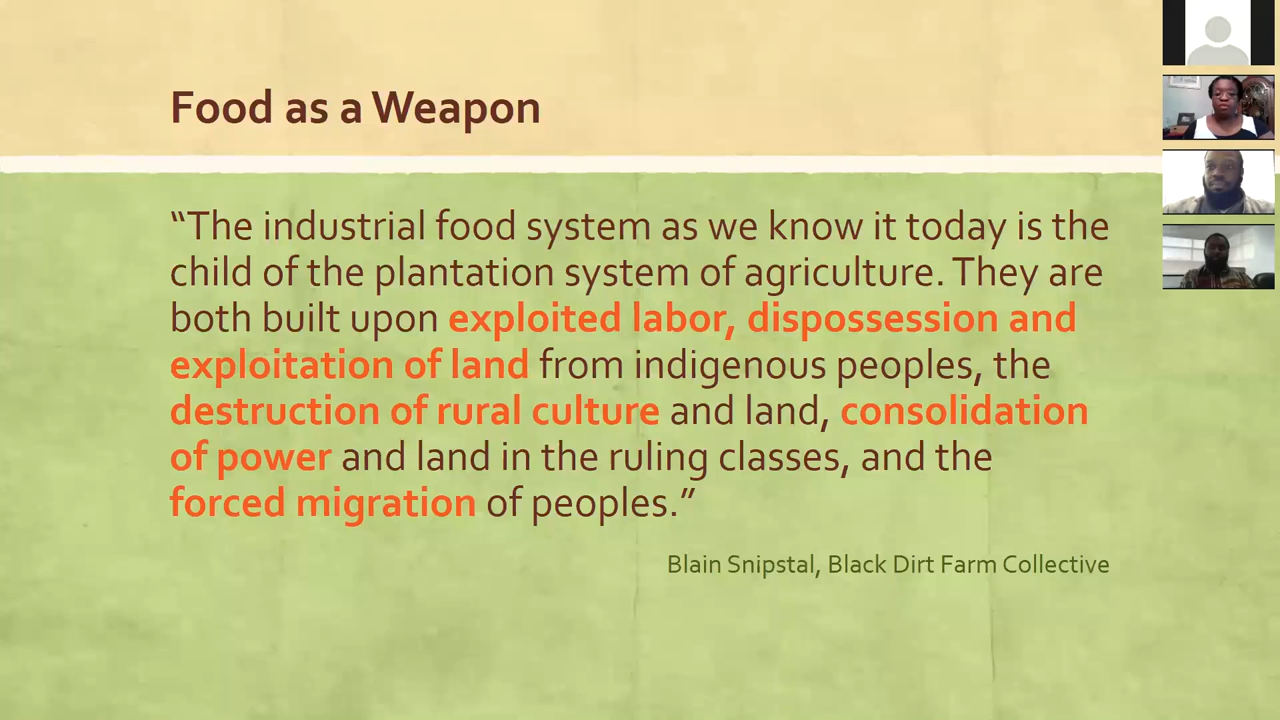 Food as a Weapon
“The industrial food system as we know it today is the
child of the plantation system of agriculture. They are
both built upon exploited labor, dispossession and
exploitation of land from indigenous peoples, the
destruction of rural culture and land, consolidation
of power and land in the ruling classes, and the
forced migration of peoples.”
Blain Snipstal, Black Dirt Farm Collective